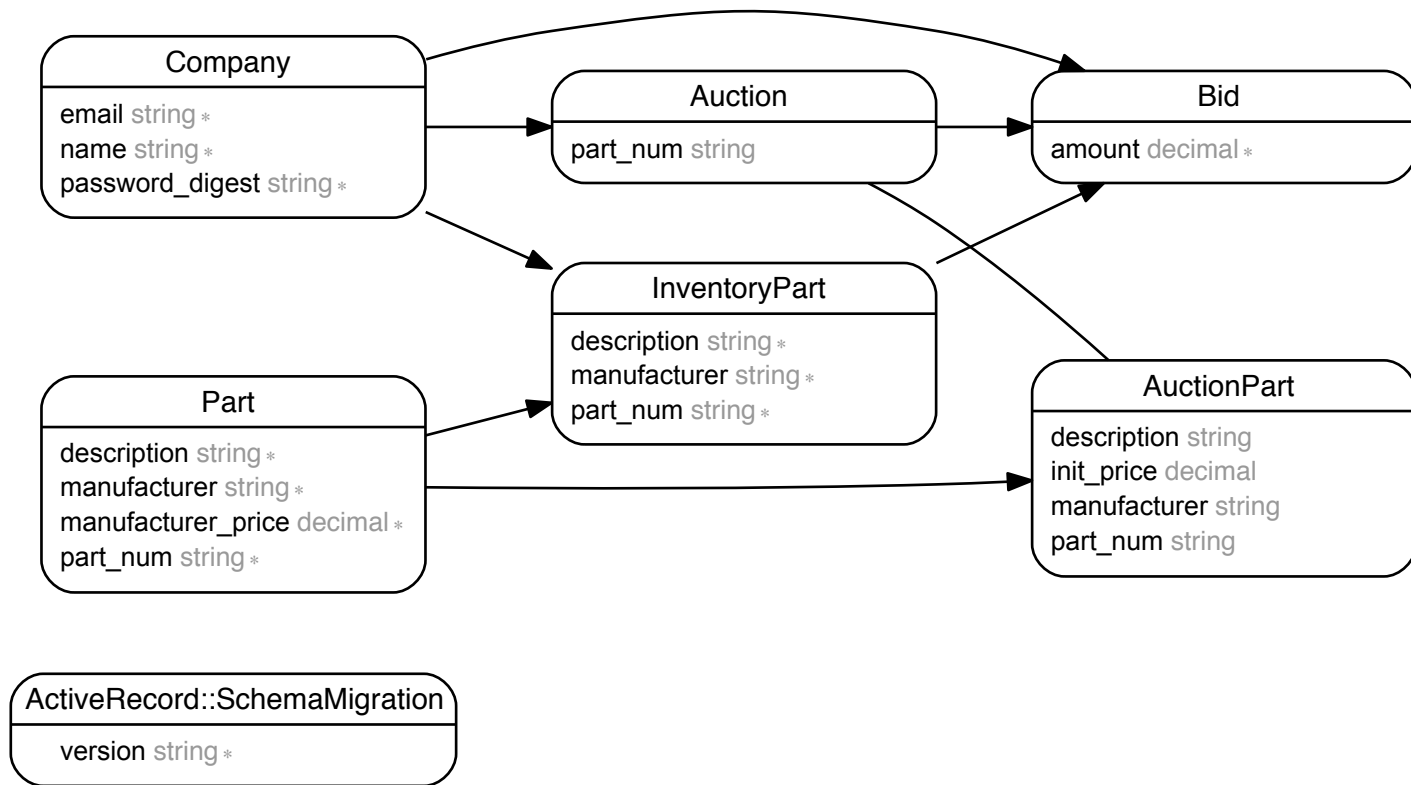 Company
email string *
name string *
password_digest string *
Auction
part_num string
Bid
amount decimal *
InventoryPart
description string *
manufacturer string *
part_num string *
Part
description string *
manufacturer string *
manufacturer_price decimal *
part_num string *
AuctionPart
description string
init_price decimal
manufacturer string
part_num string
ActiveRecord::SchemaMigration
version string *